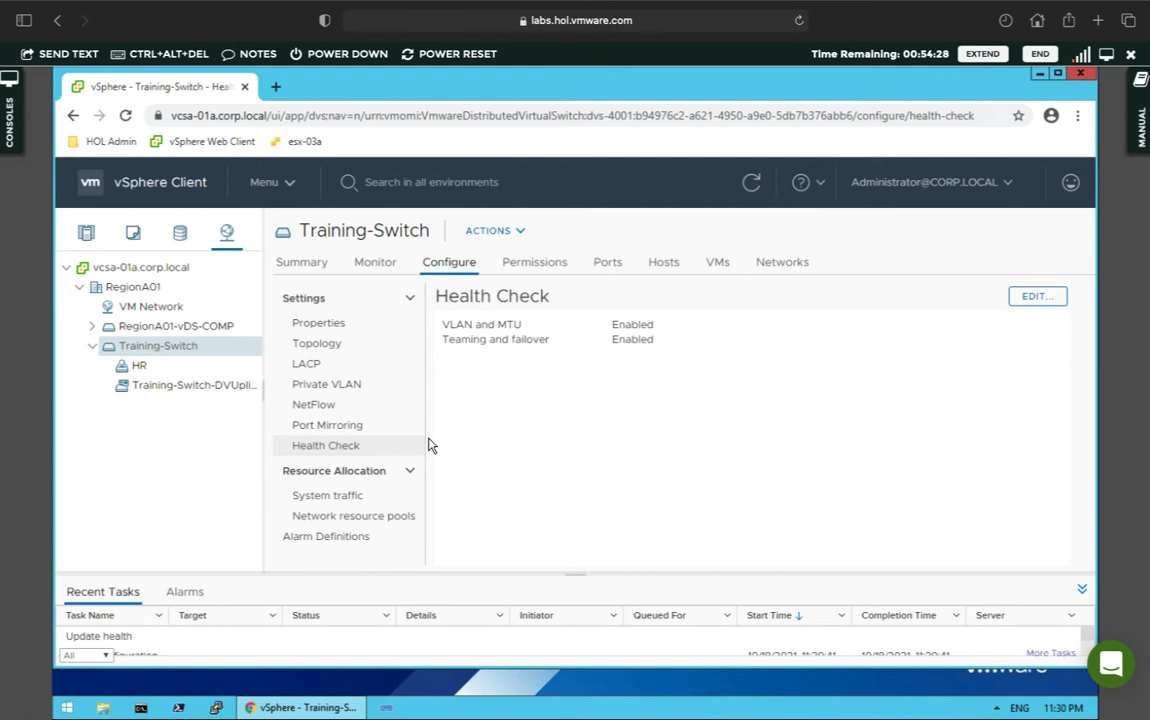 labs.hol.vmware.com
SEND TEXT CTRL+ALT+DEL NOTES POWER DOWN POWER RESET Time Remaining: 00:54:28 EXTEND END
CONSOLES
MANUAL
vSphere - Training-Switch - Heal
vcsa-01a.corp.local/ui/app/dvs;nav=n/urn:vmomi:VmwareDistributedVirtualSwitch:dvs-4001:b94976c2-a621-4950-a9e0-5db7b376abb6/configure/health-check
HOL Admin vSphere Web Client esx-03a
vm vSphere Client Menu Search in all environments Administrator@CORP.LOCAL
Training-Switch ACTIONS
Summary Monitor Configure Permissions Ports Hosts VMs Networks
vcsa-01a.corp.local
RegionA01
VM Network
RegionA01-vDS-COMP
Training-Switch
HR
Training-Switch-DVUpli...
Settings
Properties
Topology
LACP
Private VLAN
NetFlow
Port Mirroring
Health Check
Resource Allocation
System traffic
Network resource pools
Alarm Definitions
Health Check EDIT...
VLAN and MTU Enabled
Teaming and failover Enabled
Recent Tasks Alarms
Task Name Target Status Details Initiator Queued For Start Time Completion Time Server
Update health
All
More Tasks
vSphere - Training-S... ENG 11:30 PM